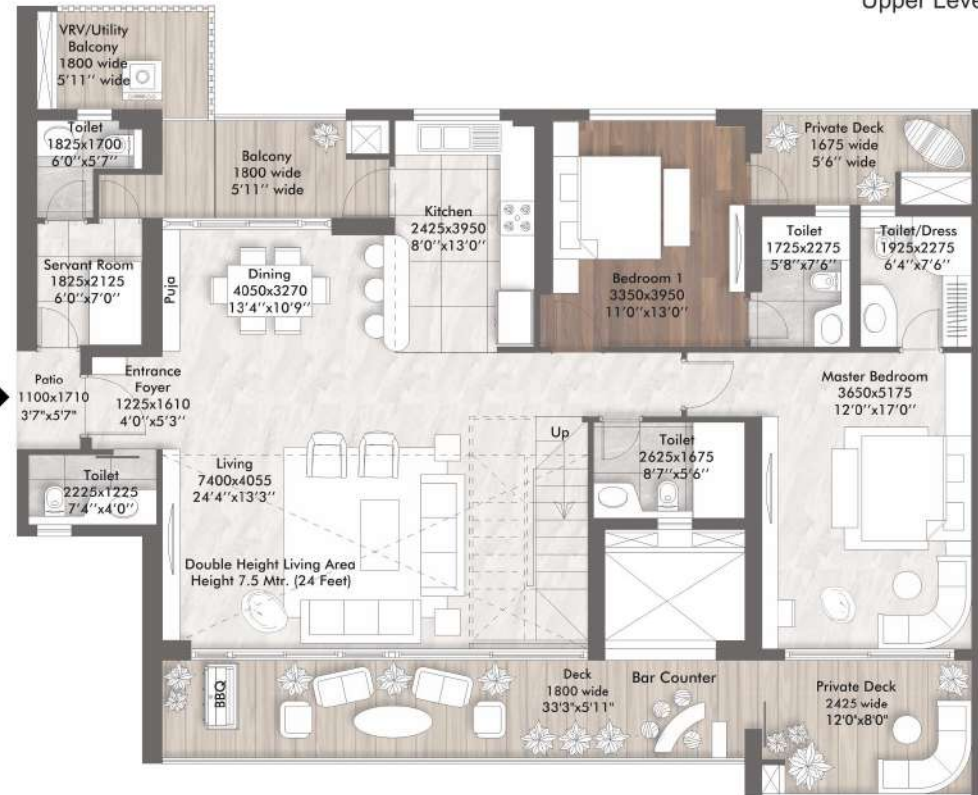 Upper Leve
VRV/Utility
Balcony
1800 wide
5'11'' wide
Toilet
1825x1700
6'0''x5'7''
Balcony
1800 wide
5'11'' wide
Kitchen
2425x3950
8'0''x13'0''
Private Deck
1675 wide
5'6'' wide
Servant Room
1825x2125
6'0''x7'0''
Puja
Dining
4050x3270
13'4''x10'9''
Bedroom 1
3350x3950
11'0''x13'0''
Toilet
1725x2275
5'8''x7'6''
Toilet/Dress
1925x2275
6'4''x7'6''
Patio
1100x1710
3'7"x5'7"
Entrance
Foyer
1225x1610
4'0''x5'3''
Master Bedroom
3650x5175
12'0''x17'0''
Toilet
2225x1225
7'4''x4'0''
Living
7400x4055
24'4''x13'3''
Up
Toilet
2625x1675
8'7''x5'6''
Double Height Living Area
Height 7.5 Mtr. (24 Feet)
BBQ
Deck
1800 wide
33'3"x5'11"
Bar Counter
Private Deck
2425 wide
12'0"x8'0"